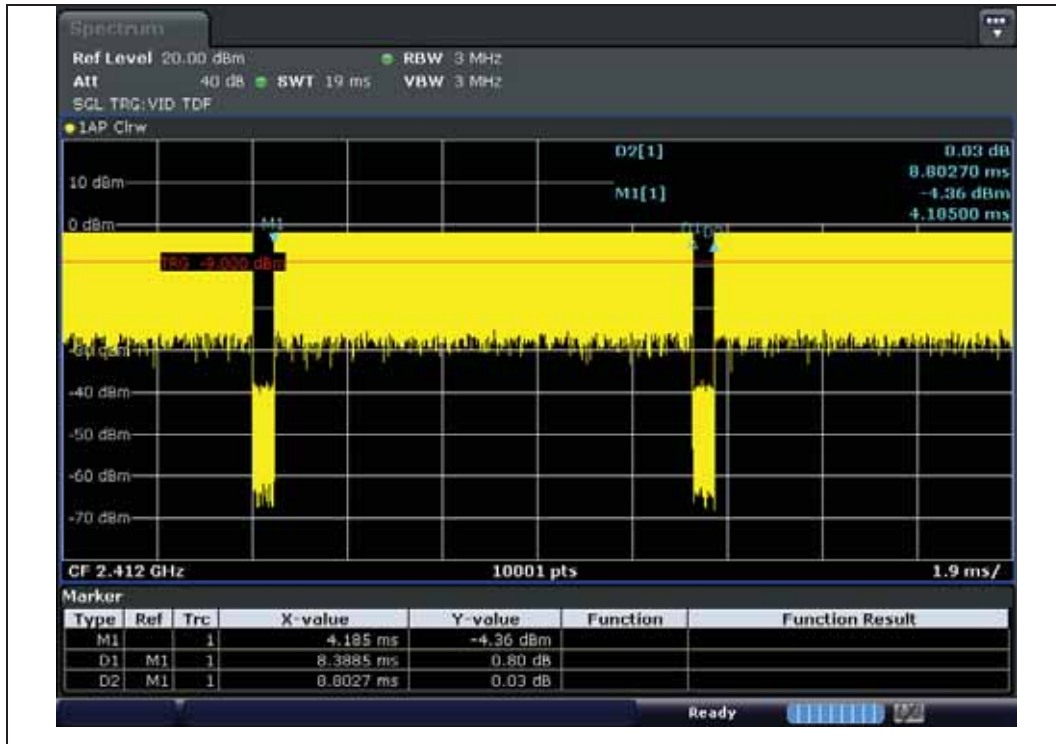 Spectrum
Ref Level 20.00 dBm RBW 3 MHz
Att 40 dB SWT 19 ms VBW 3 MHz
SGL TRG:VID TDF
1AP Clrw
D2[1] 0.03 dB
8.80270 ms
M1[1] -4.36 dBm
4.18500 ms
10 dBm
0 dBm
M1
TRG -9.000 dBm
-30 dBm
-40 dBm
-50 dBm
-60 dBm
-70 dBm
CF 2.412 GHz 10001 pts 1.9 ms/
Marker
Type Ref Trc X-value Y-value Function Function Result
M1 1 4.185 ms -4.36 dBm
D1 M1 1 8.3885 ms 0.80 dB
D2 M1 1 8.8027 ms 0.03 dB
Ready